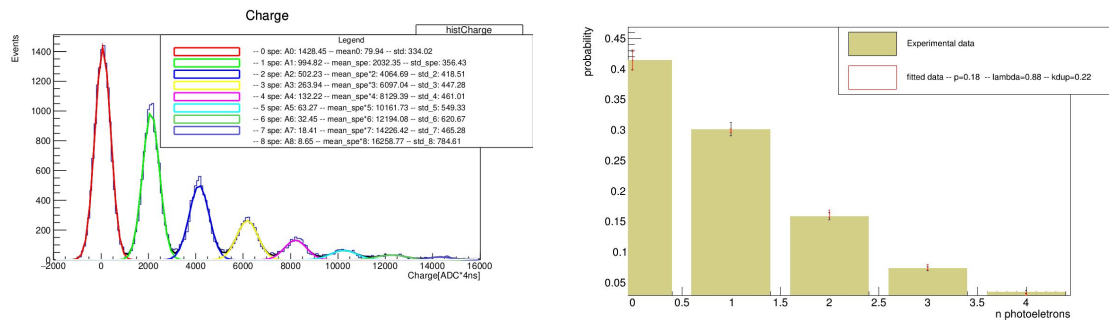 Charge
histCharge
Legend
-- 0 spe: A0: 1428.45 -- mean0: 79.94 -- std: 334.02
-- 1 spe: A1: 994.82 -- mean_spe: 2032.35 -- std_spe: 356.43
-- 2 spe: A2: 502.23 -- mean_spe*2: 4064.69 -- std_2: 418.51
-- 3 spe: A3: 263.94 -- mean_spe*3: 6097.04 -- std_3: 447.28
-- 4 spe: A4: 132.22 -- mean_spe*4: 8129.39 -- std_4: 461.01
-- 5 spe: A5: 63.27 -- mean_spe*5: 10161.73 -- std_5: 549.33
-- 6 spe: A6: 32.45 -- mean_spe*6: 12194.08 -- std_6: 620.67
-- 7 spe: A7: 18.41 -- mean_spe*7: 14226.42 -- std_7: 465.28
-- 8 spe: A8: 8.65 -- mean_spe*8: 16258.77 -- std_8: 784.61
Events
1400
1200
1000
800
600
400
200
0
−2000 0 2000 4000 6000 8000 10000 12000 14000 16000
Charge[ADC*4ns]
probability
0.45
0.4
0.35
0.3
0.25
0.2
0.15
0.1
0.05
Experimental data
fitted data -- p=0.18 -- lambda=0.88 -- kdup=0.22
0 0.5 1 1.5 2 2.5 3 3.5 4
n photoeletrons